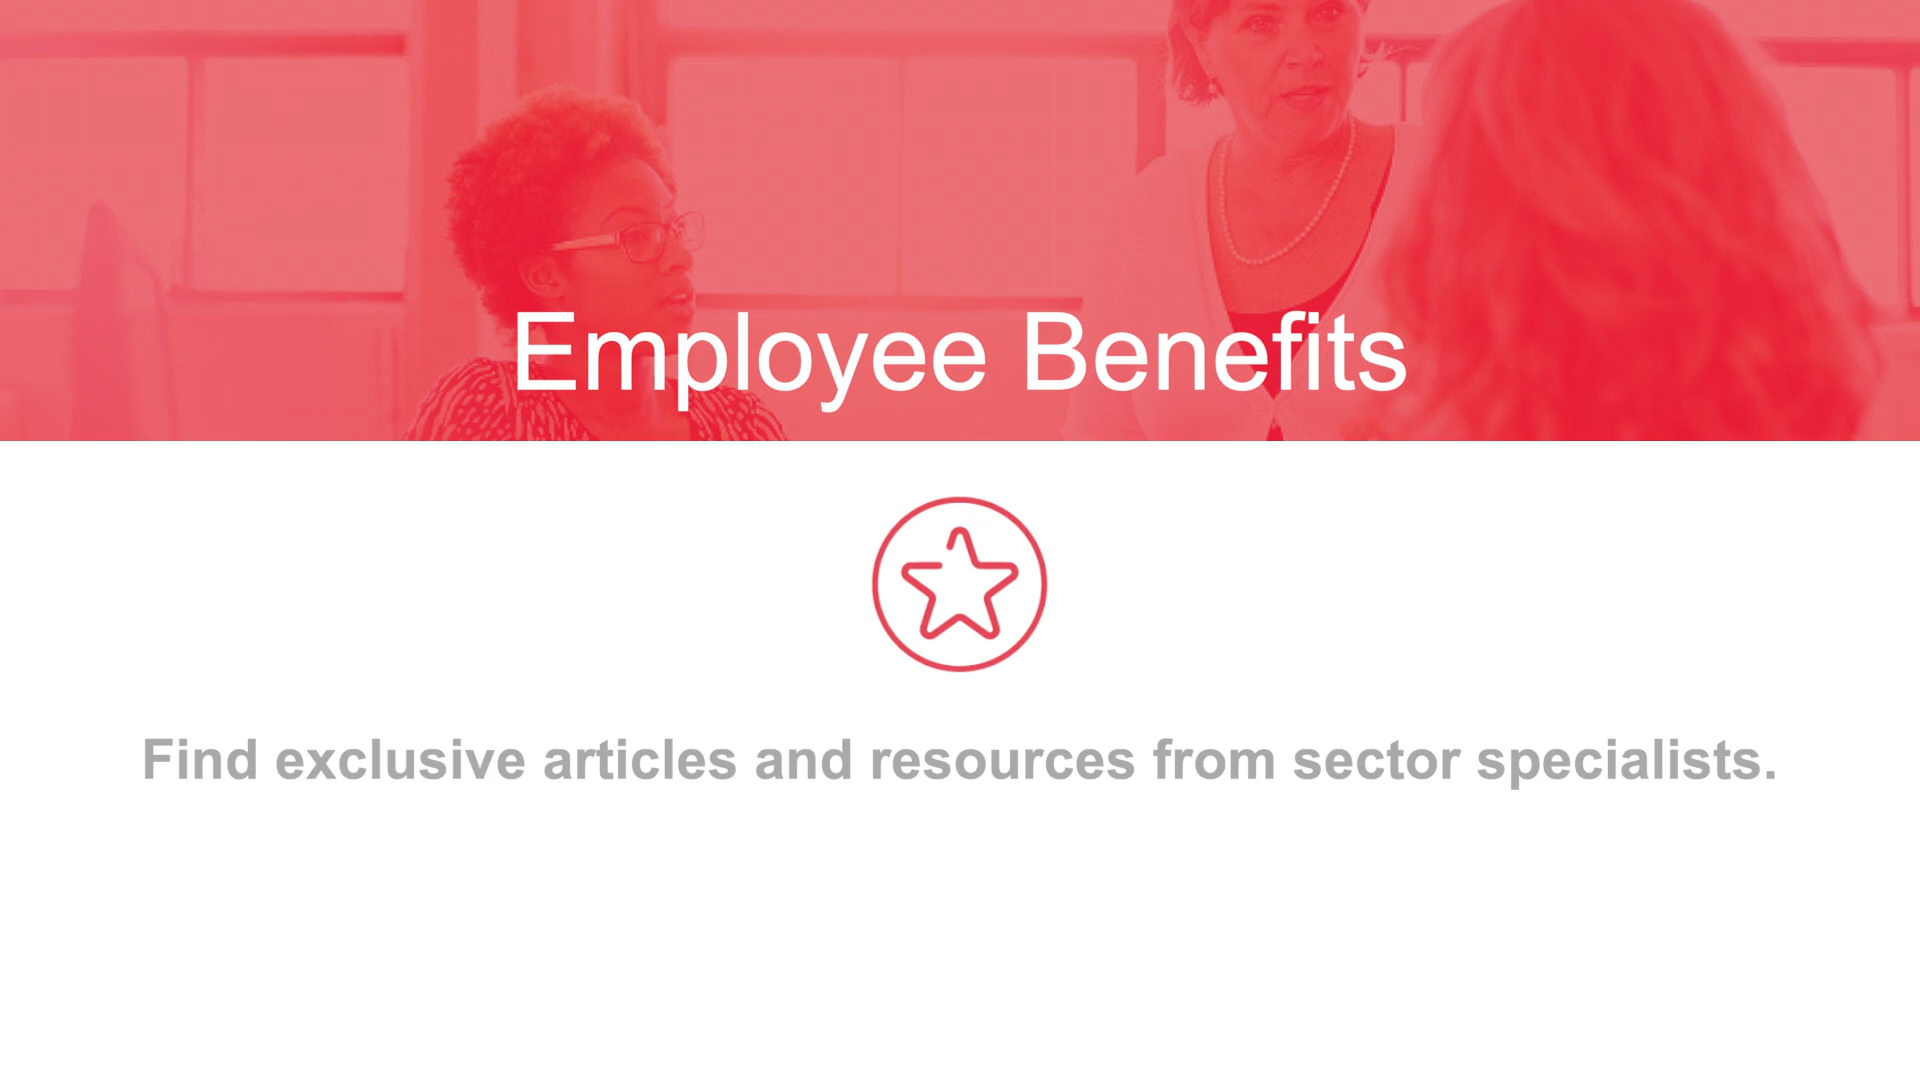 Employee Benefits
Find exclusive articles and resources from sector specialists.